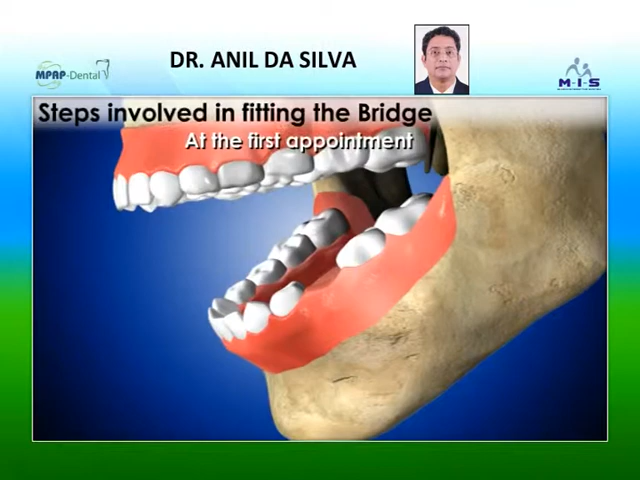 DR. ANIL DA SILVA
MPAP-Dental
M-I-S
Steps involved in fitting the Bridge
At the first appointment